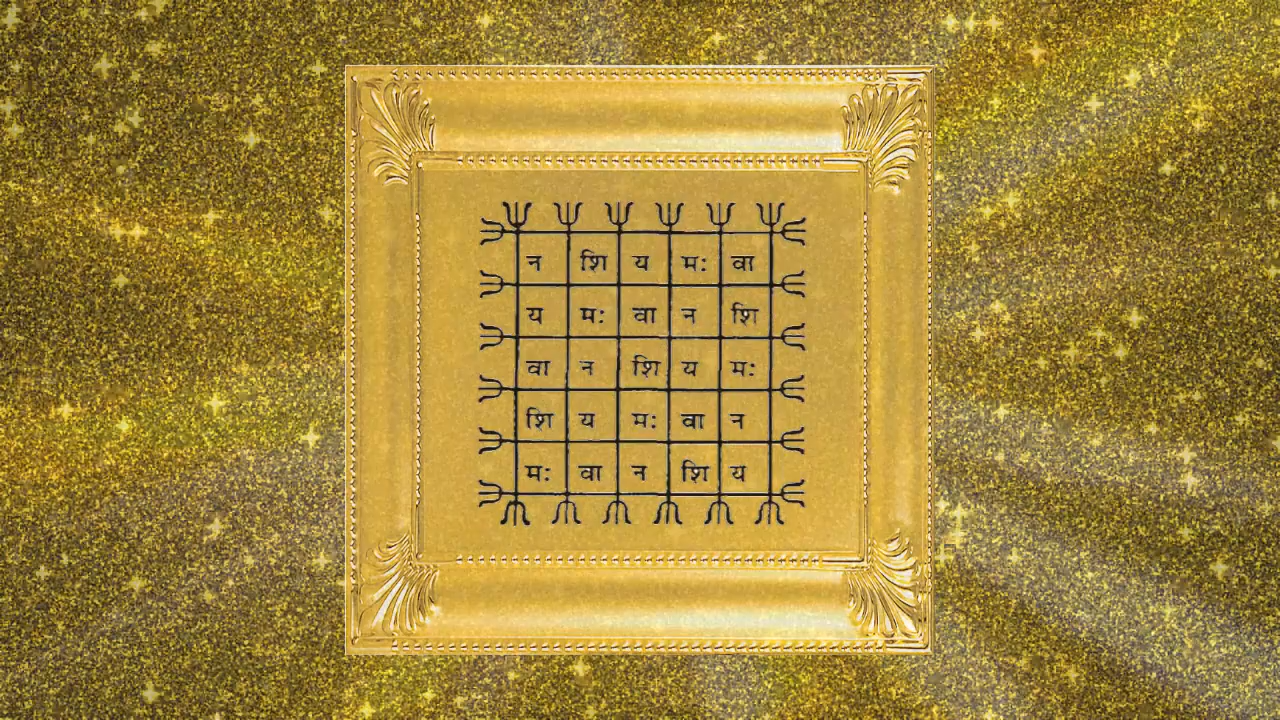 न शि य मः वा
य मः वा न शि
वा न शि य मः
शि य मः वा न
मः वा न शि य